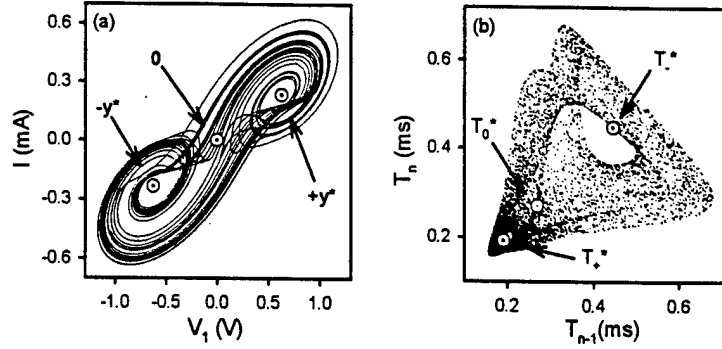 (a)
0.6
0.3
0.0
-0.3
-0.6
I (mA)
0
-y*
+y*
-1.0 -0.5 0.0 0.5 1.0
V₁ (V)
(b)
0.6
0.4
0.2
Tₙ (ms)
T₋*
T₀*
T₊*
0.2 0.4 0.6
Tₙ₋₁(ms)